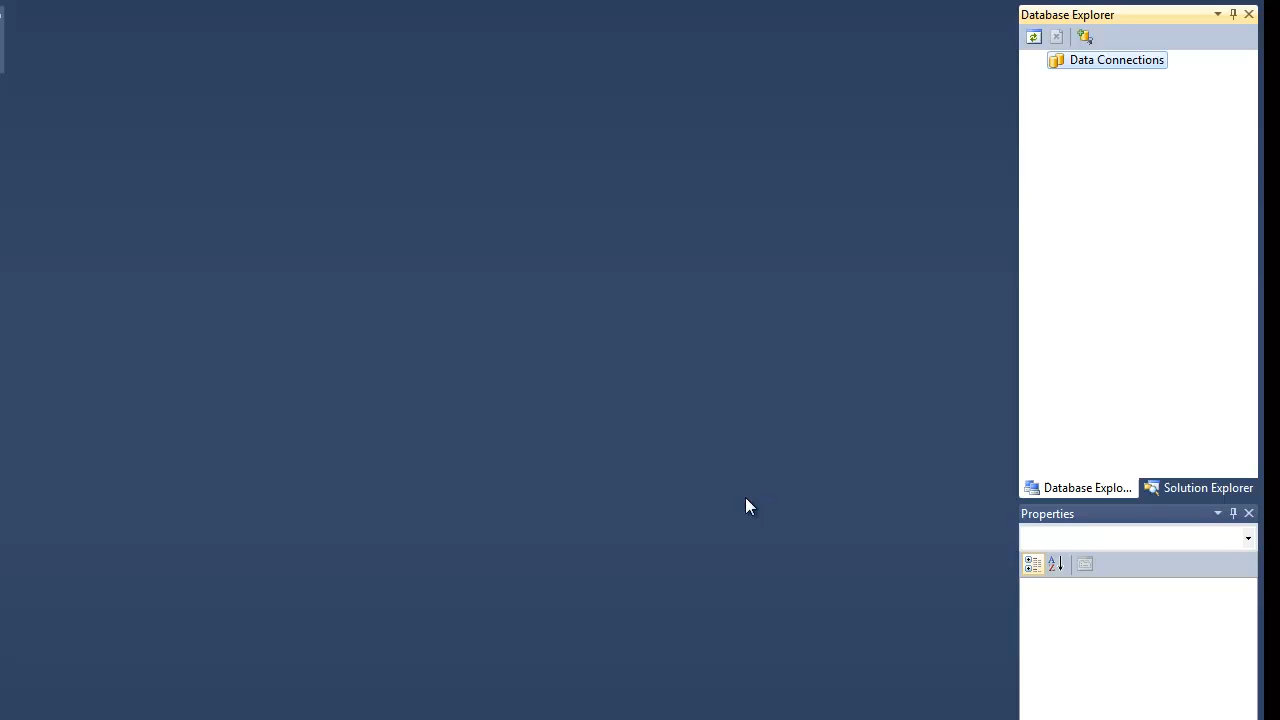 Database Explorer
Data Connections
Database Explo...
Solution Explorer
Properties